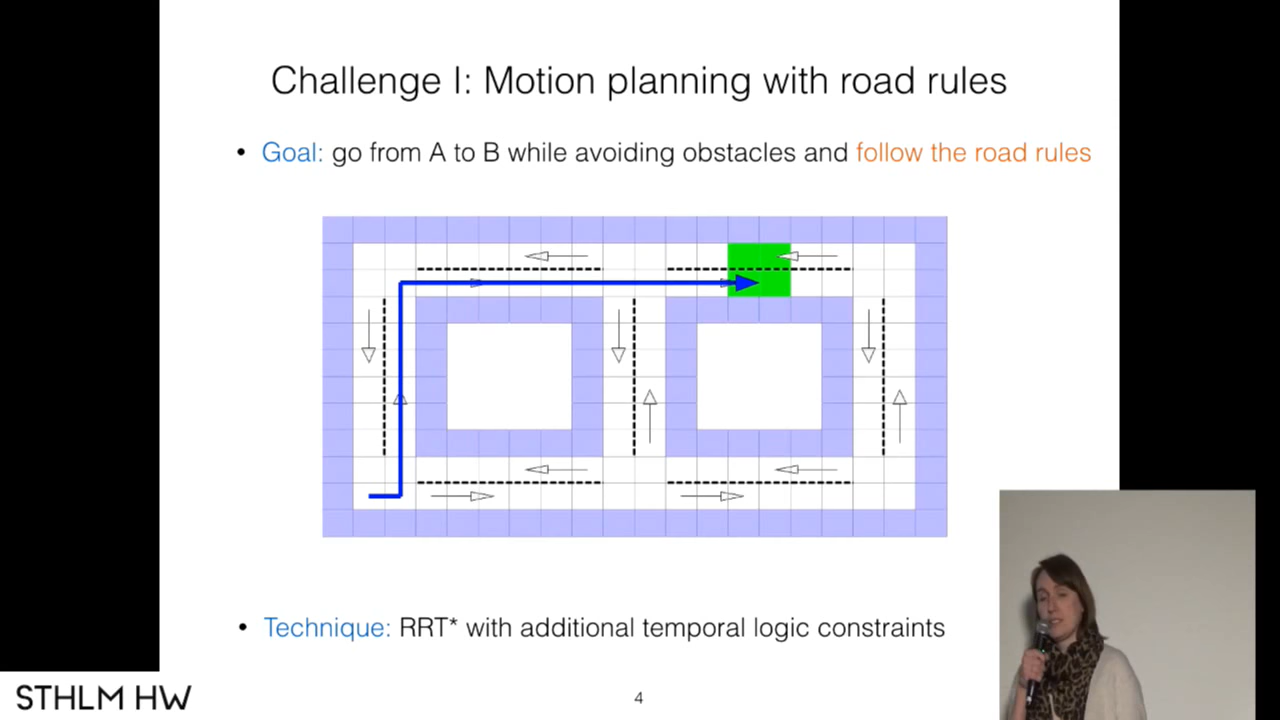 Challenge I: Motion planning with road rules
• Goal: go from A to B while avoiding obstacles and follow the road rules
• Technique: RRT* with additional temporal logic constraints
STHLM HW
4